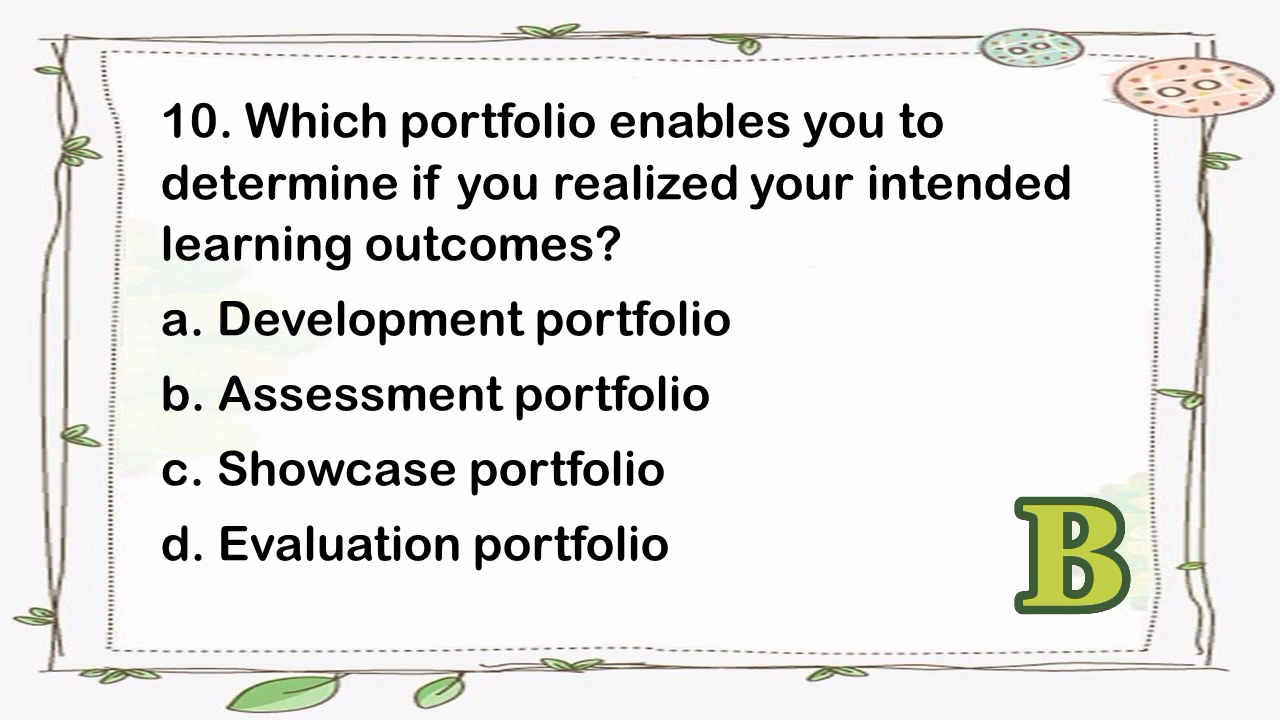 10. Which portfolio enables you to
determine if you realized your intended
learning outcomes?
a. Development portfolio
b. Assessment portfolio
c. Showcase portfolio
d. Evaluation portfolio
B